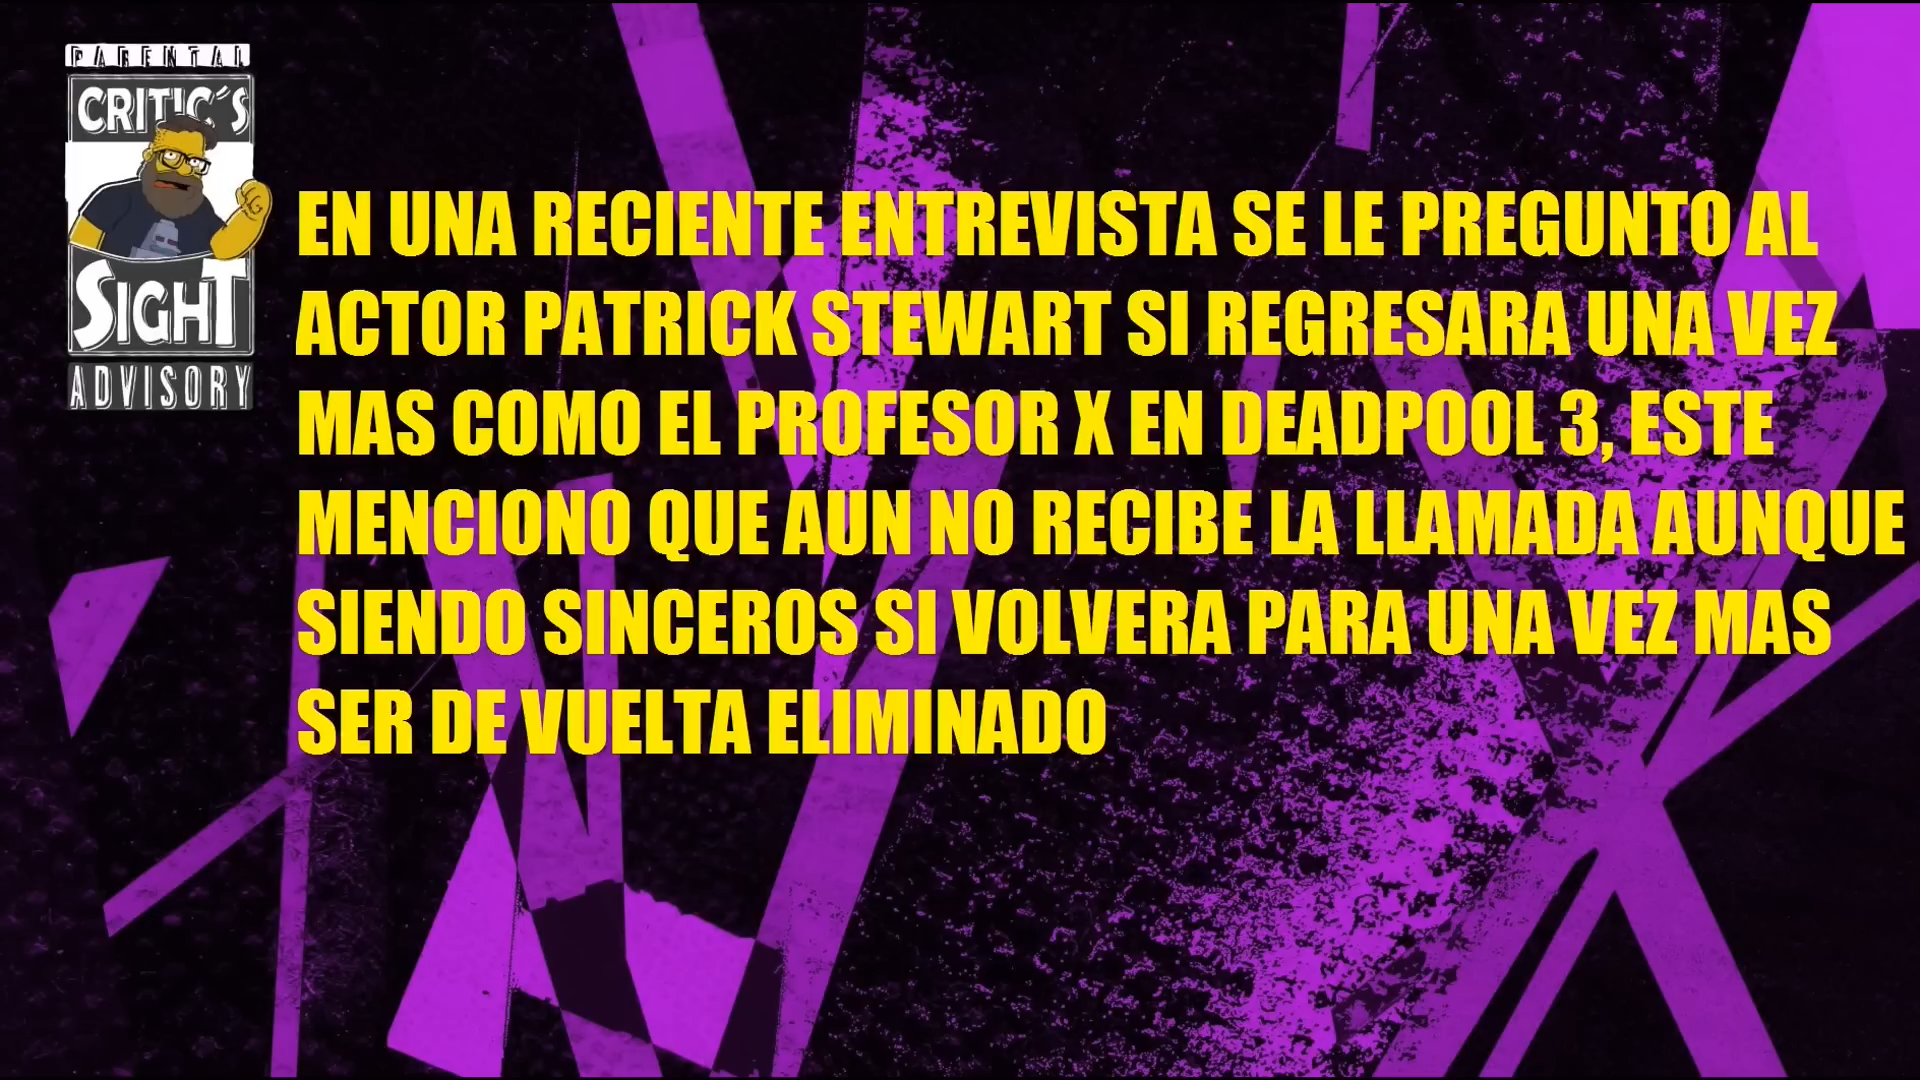 PARENTAL
CRITIC´S
SIGHT
ADVISORY
EN UNA RECIENTE ENTREVISTA SE LE PREGUNTO AL
ACTOR PATRICK STEWART SI REGRESARA UNA VEZ
MAS COMO EL PROFESOR X EN DEADPOOL 3, ESTE
MENCIONO QUE AUN NO RECIBE LA LLAMADA AUNQUE
SIENDO SINCEROS SI VOLVERA PARA UNA VEZ MAS
SER DE VUELTA ELIMINADO